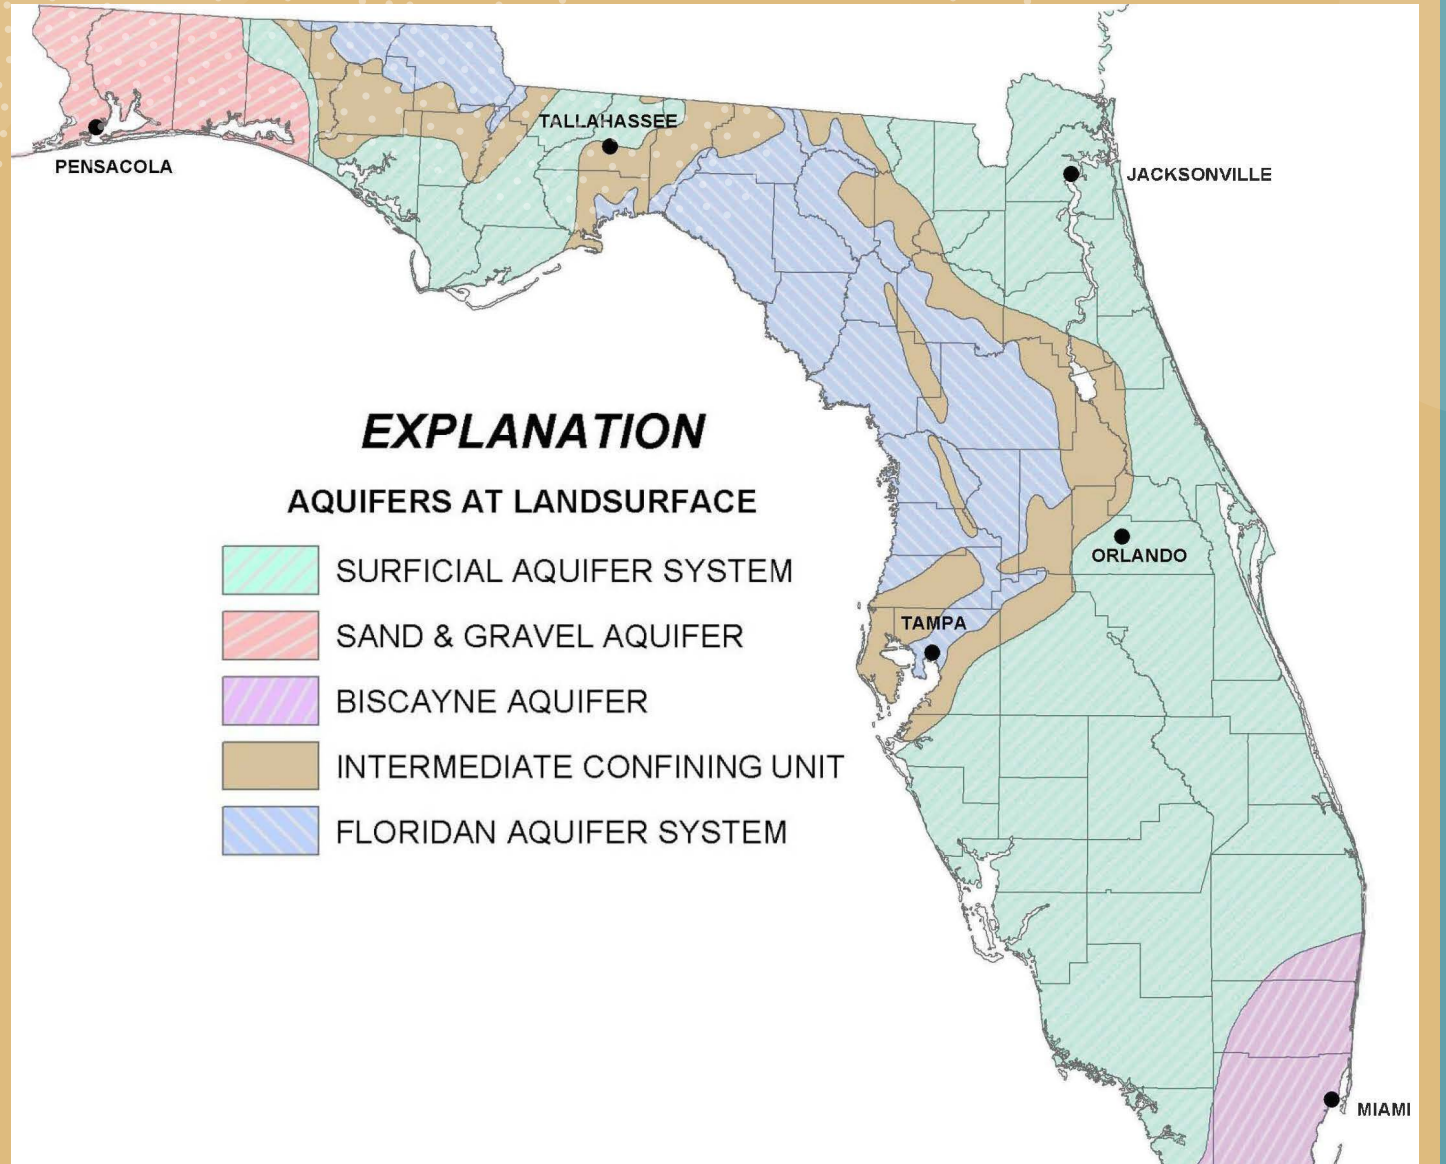 TALLAHASSEE
PENSACOLA
JACKSONVILLE
EXPLANATION
AQUIFERS AT LANDSURFACE
SURFICIAL AQUIFER SYSTEM
SAND & GRAVEL AQUIFER
BISCAYNE AQUIFER
INTERMEDIATE CONFINING UNIT
FLORIDAN AQUIFER SYSTEM
ORLANDO
TAMPA
MIAMI